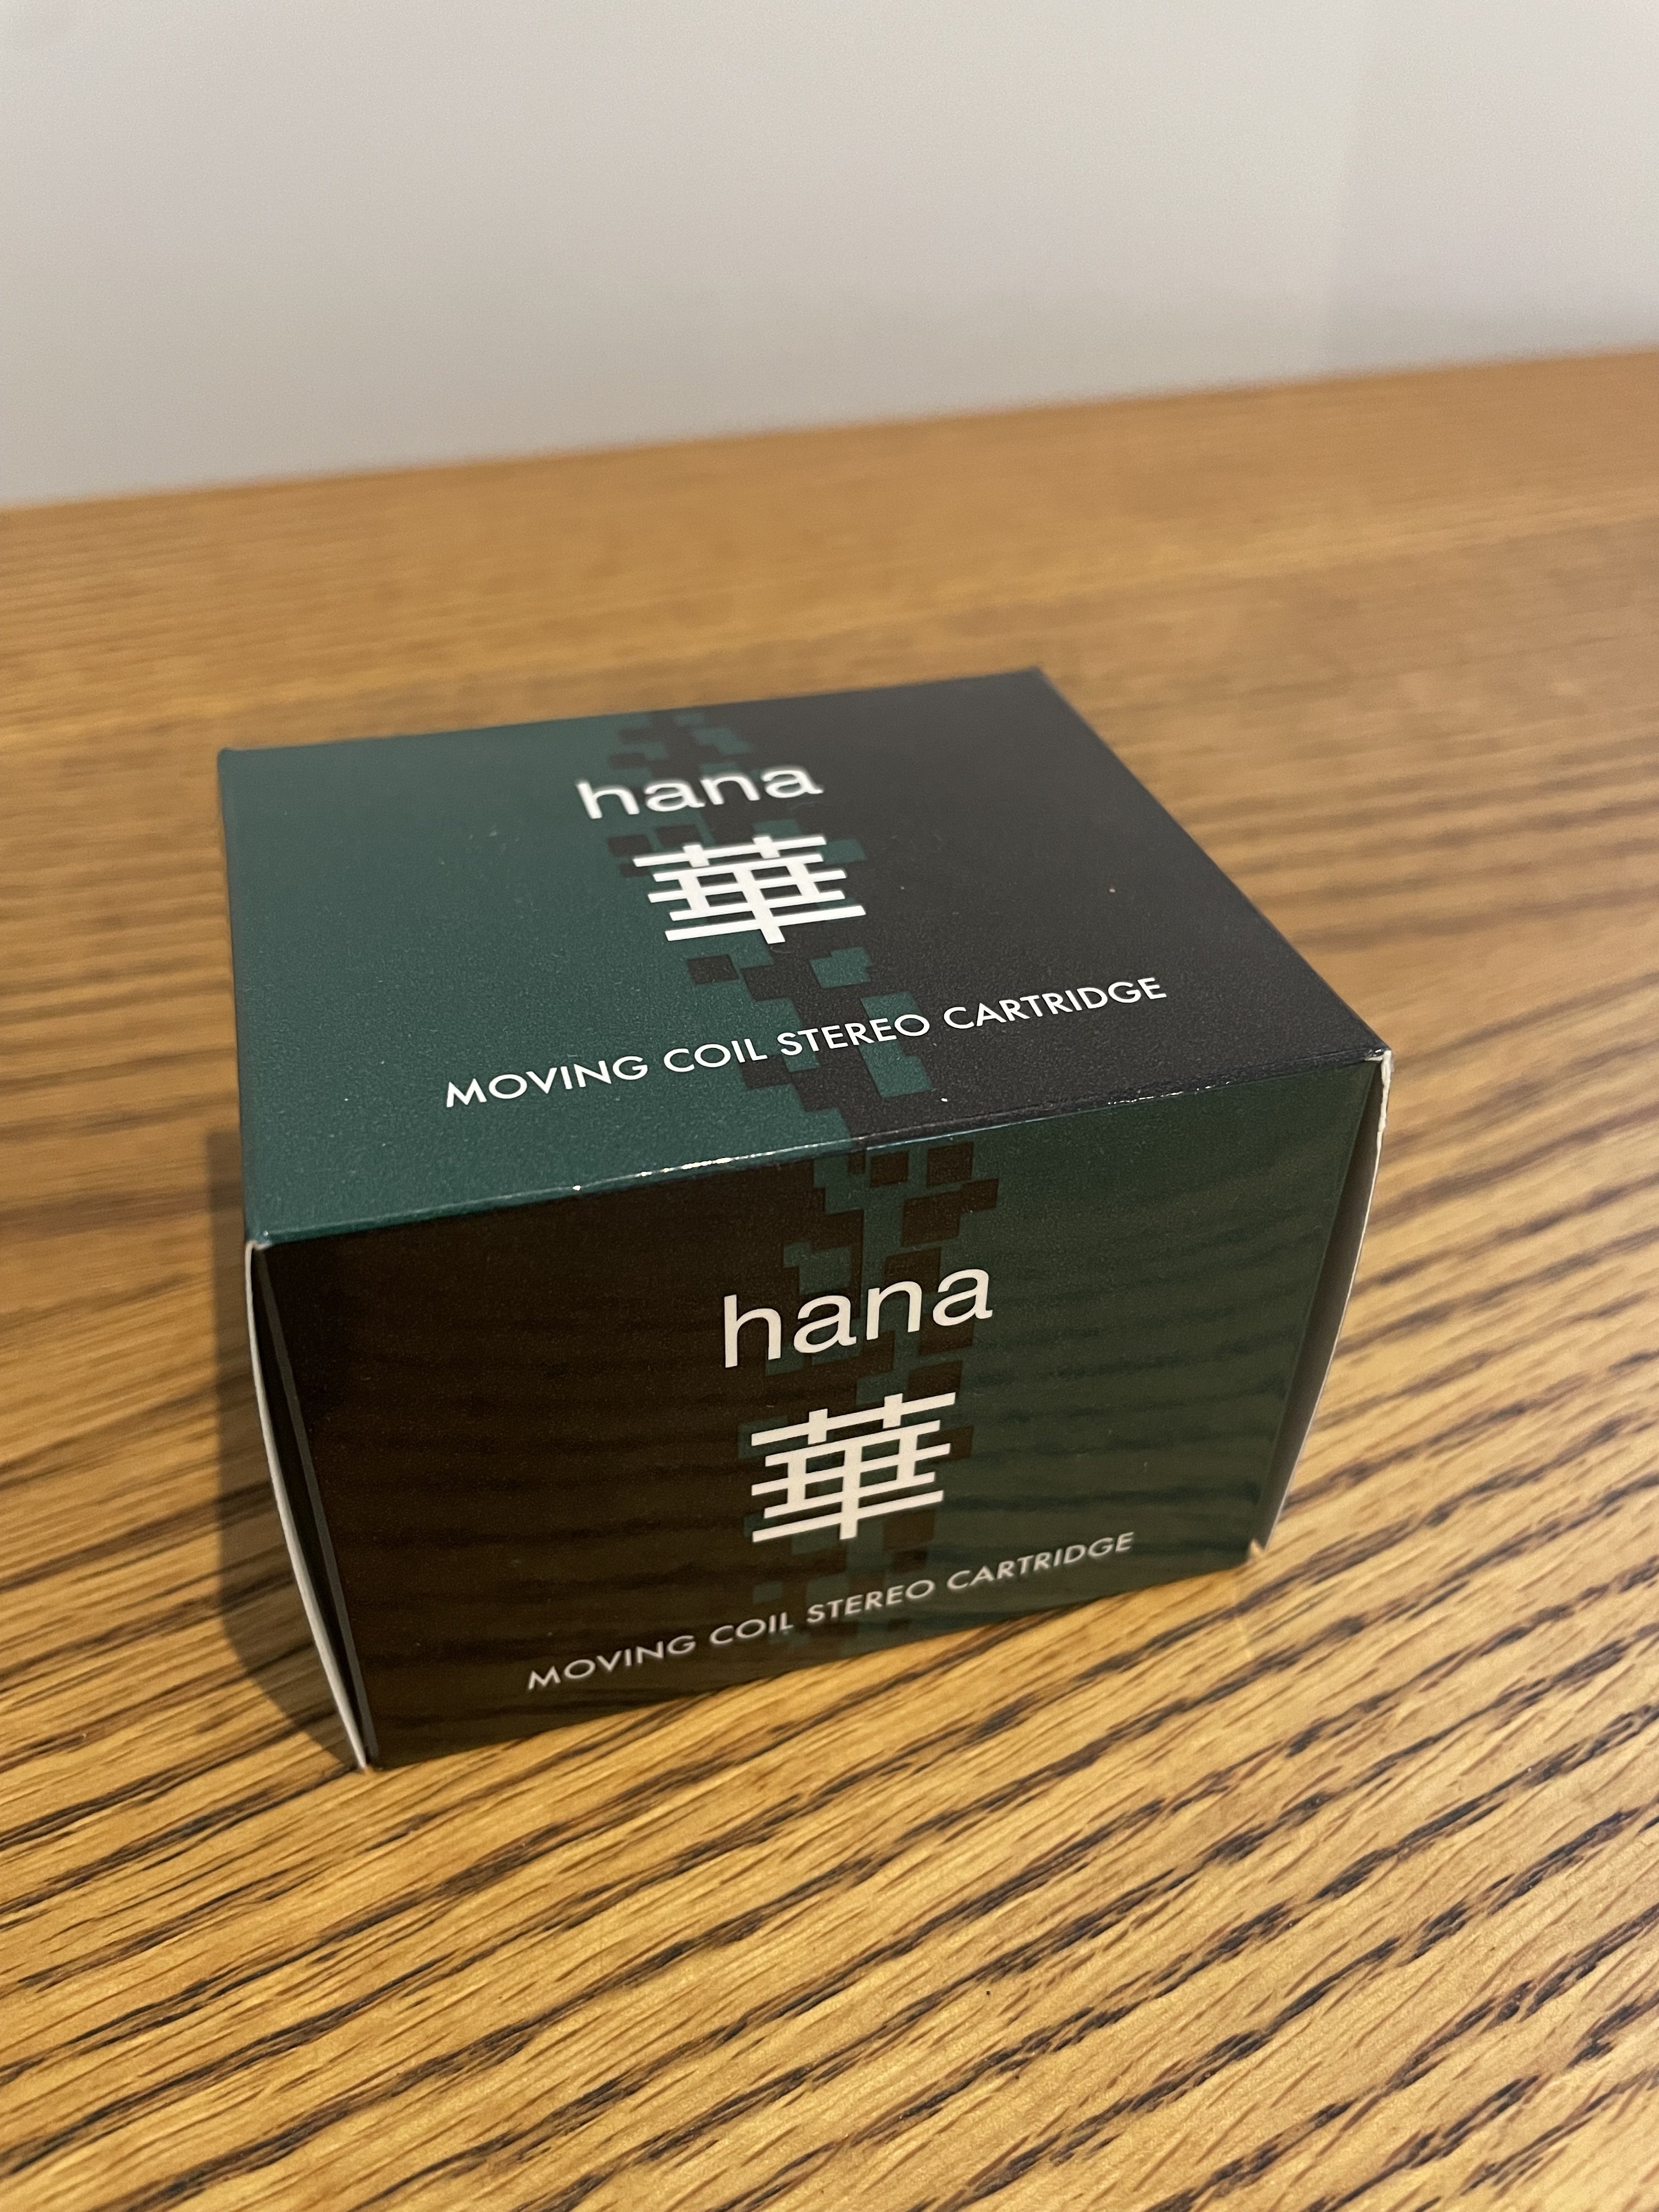 hana
華
MOVING COIL STEREO CARTRIDGE
hana
華
MOVING COIL STEREO CARTRIDGE